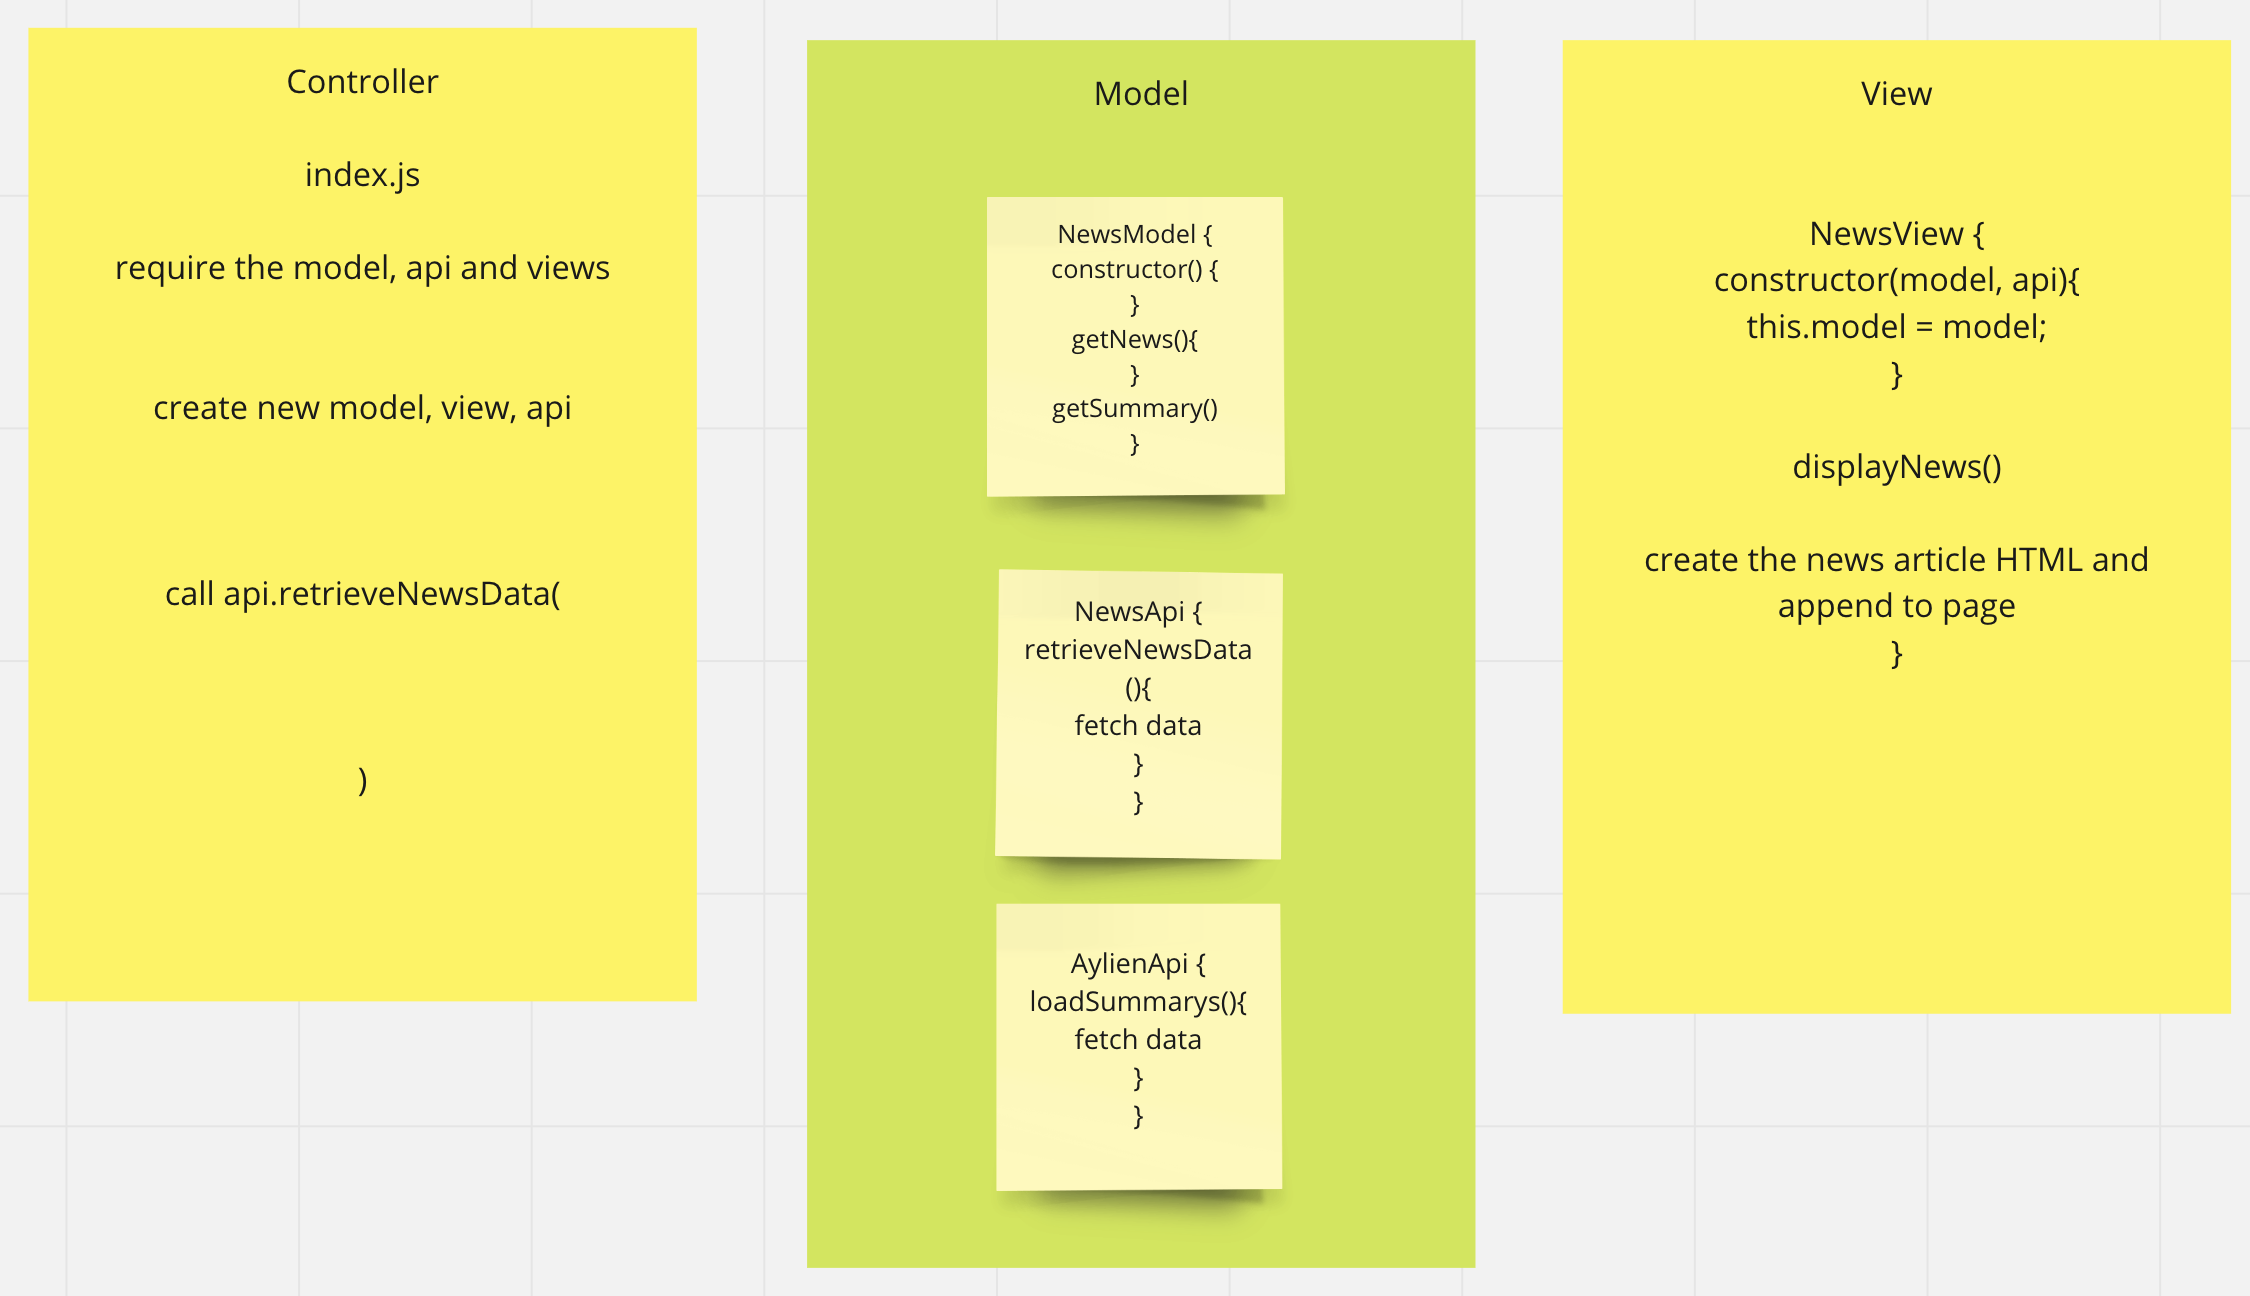 Controller
index.js
require the model, api and views
create new model, view, api
call api.retrieveNewsData(
)
Model
NewsModel {
constructor() {
}
getNews(){
}
getSummary()
}
NewsApi {
retrieveNewsData
(){
fetch data
}
}
AylienApi {
loadSummarys(){
fetch data
}
}
View
NewsView {
constructor(model, api){
this.model = model;
}
displayNews()
create the news article HTML and
append to page
}